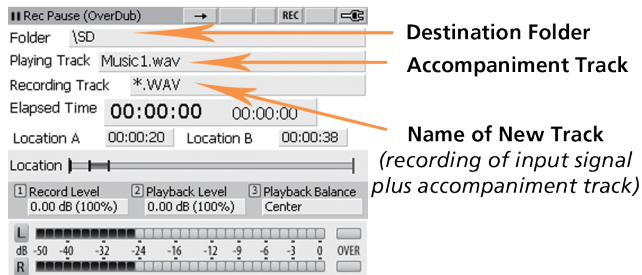 Rec Pause (OverDub) → REC
Folder \SD
Destination Folder
Playing Track Music1.wav
Accompaniment Track
Recording Track *.WAV
Elapsed Time 00:00:00 00:00:00
Name of New Track
(recording of input signal
plus accompaniment track)
Location A 00:00:20 Location B 00:00:38
Location
1 Record Level 2 Playback Level 3 Playback Balance
0.00 dB (100%) 0.00 dB (100%) Center
L
dB -50 -40 -32 -24 -16 -12 -9 -6 -3 0 OVER
R